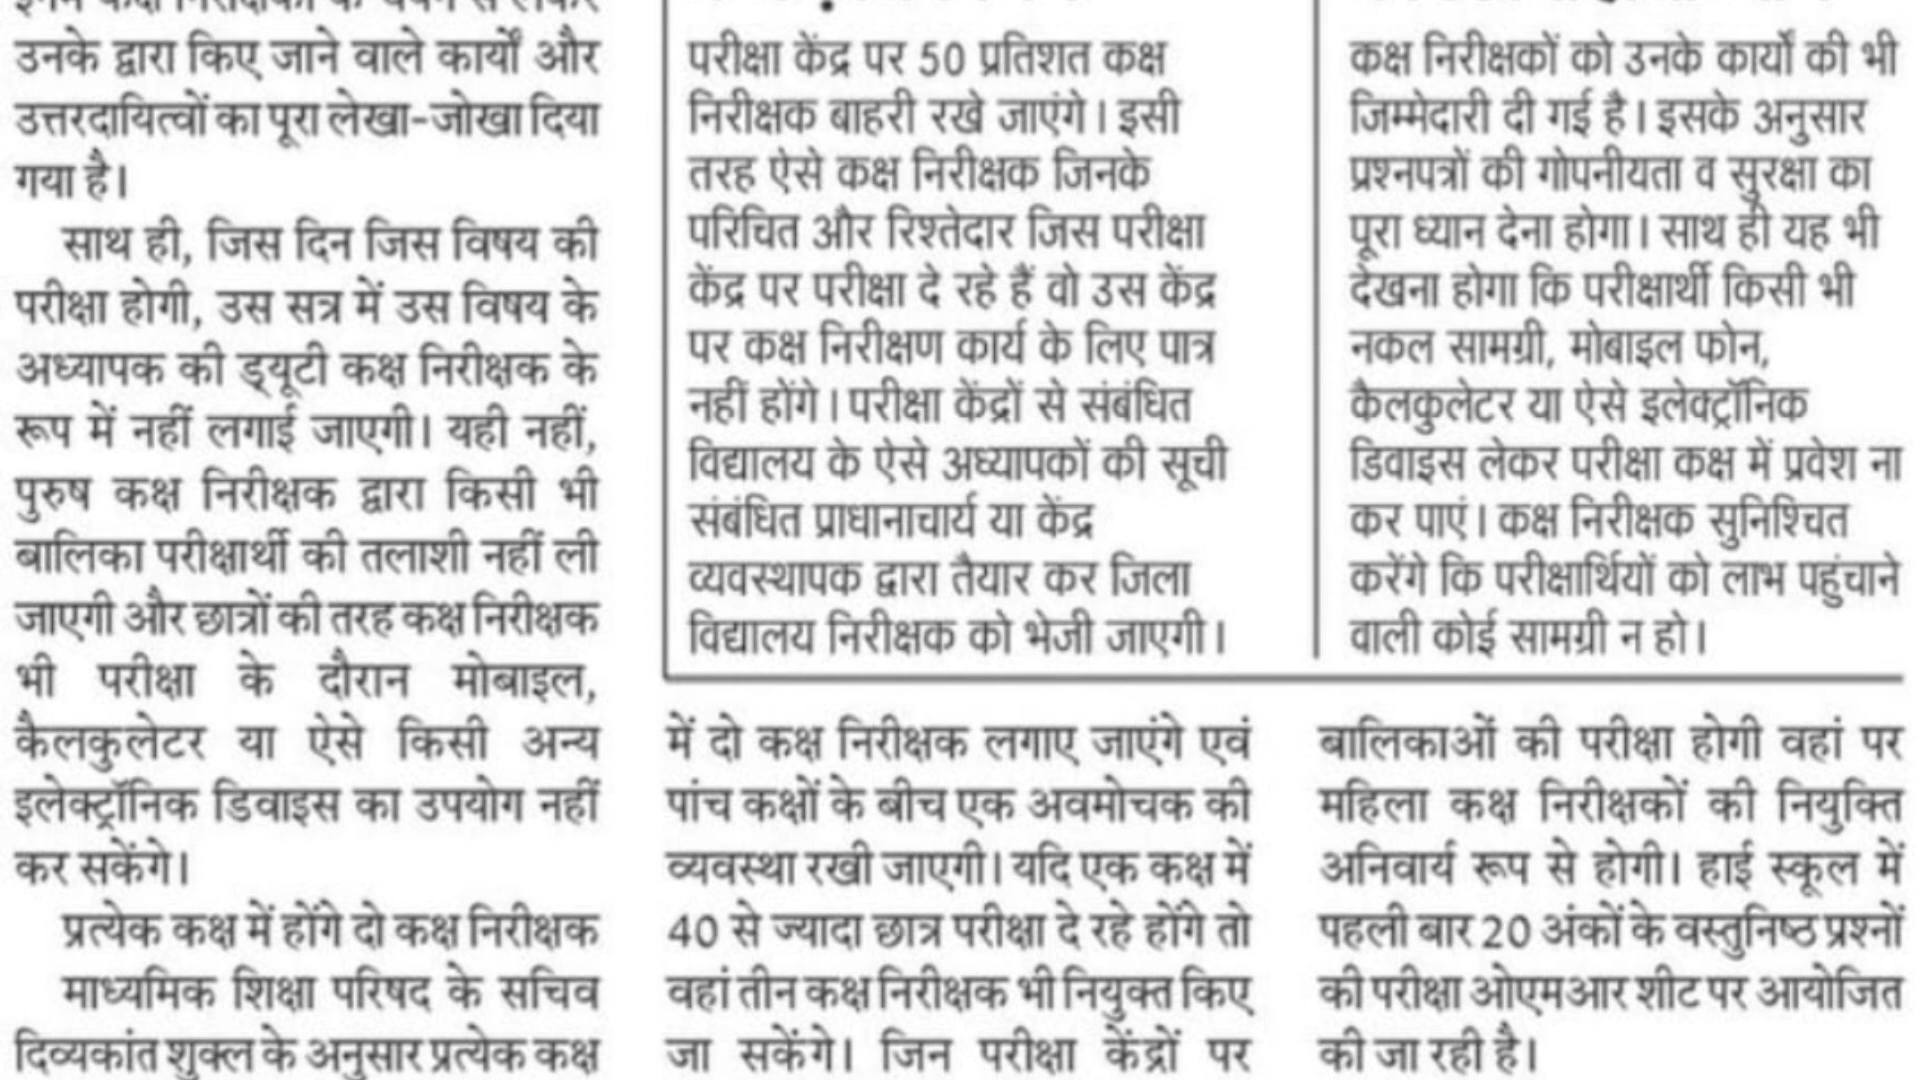 उनके द्वारा किए जाने वाले कार्यों और
उत्तरदायित्वों का पूरा लेखा-जोखा दिया
गया है।
साथ ही, जिस दिन जिस विषय की
परीक्षा होगी, उस सत्र में उस विषय के
अध्यापक की ड्यूटी कक्ष निरीक्षक के
रूप में नहीं लगाई जाएगी। यही नहीं,
पुरुष कक्ष निरीक्षक द्वारा किसी भी
बालिका परीक्षार्थी की तलाशी नहीं ली
जाएगी और छात्रों की तरह कक्ष निरीक्षक
भी परीक्षा के दौरान मोबाइल,
कैलकुलेटर या ऐसे किसी अन्य
इलेक्ट्रॉनिक डिवाइस का उपयोग नहीं
कर सकेंगे।
प्रत्येक कक्ष में होंगे दो कक्ष निरीक्षक
माध्यमिक शिक्षा परिषद के सचिव
दिव्यकांत शुक्ल के अनुसार प्रत्येक कक्ष
परीक्षा केंद्र पर 50 प्रतिशत कक्ष
निरीक्षक बाहरी रखे जाएंगे। इसी
तरह ऐसे कक्ष निरीक्षक जिनके
परिचित और रिश्तेदार जिस परीक्षा
केंद्र पर परीक्षा दे रहे हैं वो उस केंद्र
पर कक्ष निरीक्षण कार्य के लिए पात्र
नहीं होंगे। परीक्षा केंद्रों से संबंधित
विद्यालय के ऐसे अध्यापकों की सूची
संबंधित प्राधानाचार्य या केंद्र
व्यवस्थापक द्वारा तैयार कर जिला
विद्यालय निरीक्षक को भेजी जाएगी।
कक्ष निरीक्षकों को उनके कार्यों की भी
जिम्मेदारी दी गई है। इसके अनुसार
प्रश्नपत्रों की गोपनीयता व सुरक्षा का
पूरा ध्यान देना होगा। साथ ही यह भी
देखना होगा कि परीक्षार्थी किसी भी
नकल सामग्री, मोबाइल फोन,
कैलकुलेटर या ऐसे इलेक्ट्रॉनिक
डिवाइस लेकर परीक्षा कक्ष में प्रवेश ना
कर पाएं। कक्ष निरीक्षक सुनिश्चित
करेंगे कि परीक्षार्थियों को लाभ पहुंचाने
वाली कोई सामग्री न हो।
में दो कक्ष निरीक्षक लगाए जाएंगे एवं
पांच कक्षों के बीच एक अवमोचक की
व्यवस्था रखी जाएगी। यदि एक कक्ष में
40 से ज्यादा छात्र परीक्षा दे रहे होंगे तो
वहां तीन कक्ष निरीक्षक भी नियुक्त किए
जा सकेंगे। जिन परीक्षा केंद्रों पर
बालिकाओं की परीक्षा होगी वहां पर
महिला कक्ष निरीक्षकों की नियुक्ति
अनिवार्य रूप से होगी। हाई स्कूल में
पहली बार 20 अंकों के वस्तुनिष्ठ प्रश्नों
की परीक्षा ओएमआर शीट पर आयोजित
की जा रही है।